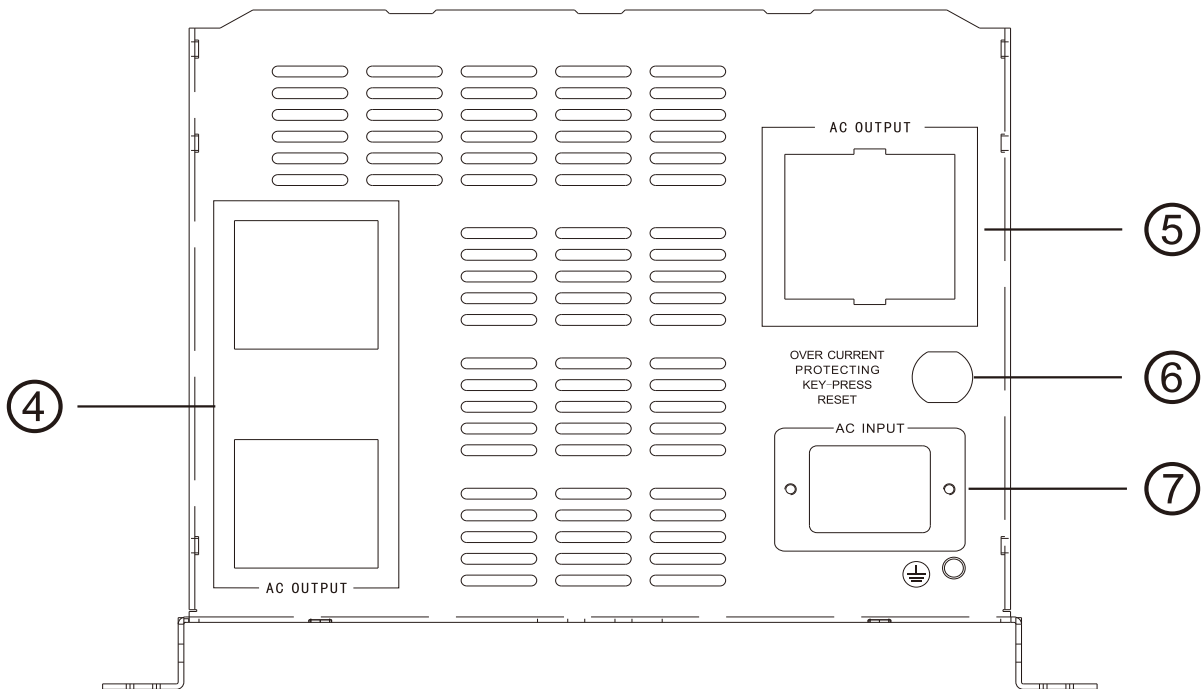 AC OUTPUT
5
OVER CURRENT
PROTECTING
KEY-PRESS
RESET
6
4
AC INPUT
7
AC OUTPUT